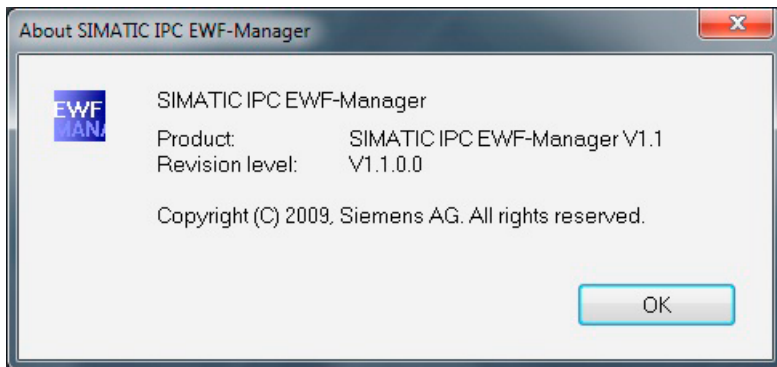 About SIMATIC IPC EWF-Manager
EWF
MANA
SIMATIC IPC EWF-Manager
Product: SIMATIC IPC EWF-Manager V1.1
Revision level: V1.1.0.0
Copyright (C) 2009, Siemens AG. All rights reserved.
OK